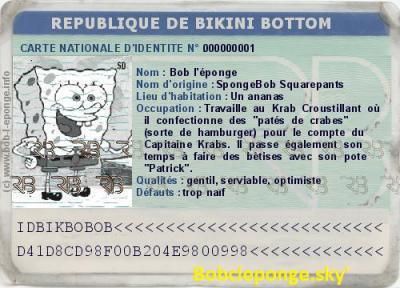 REPUBLIQUE DE BIKINI BOTTOM
CARTE NATIONALE D'IDENTITE N° 000000001
SD
Nom : Bob l'éponge
Nom d'origine : SpongeBob Squarepants
Lieu d'habitation : Un ananas
Occupation : Travaille au Krab Croustillant où
il confectionne des "patés de crabes"
(sorte de hamburger) pour le compte du
Capitaine Krabs. Il passe également son
temps à faire des bètises avec son pote
"Patrick".
Qualités : gentil, serviable, optimiste
Défauts : trop naïf
(c) www.bob-l-eponge.info
IDBIKBOBOB<<<<<<<<<<<<<<<<<<<<<<<<<<
D41D8CD98F00B204E9800998<<<<<<<<<<<<
Bobcleponge.sky'